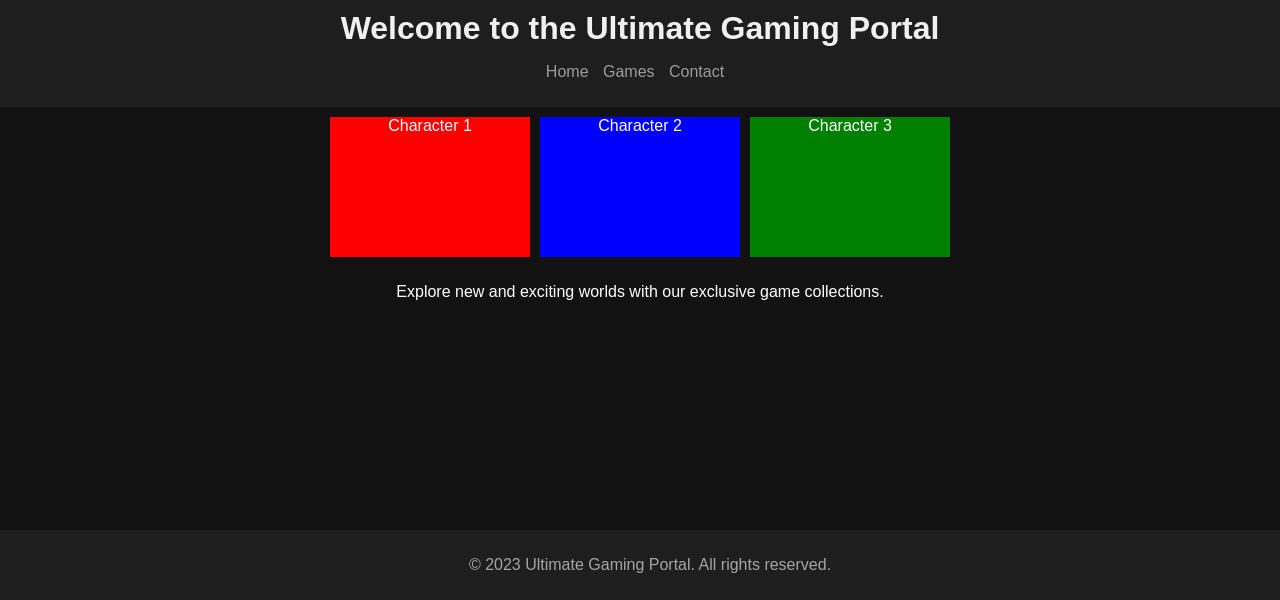 Welcome to the Ultimate Gaming Portal
Home Games Contact
Character 1 Character 2 Character 3
Explore new and exciting worlds with our exclusive game collections.
© 2023 Ultimate Gaming Portal. All rights reserved.